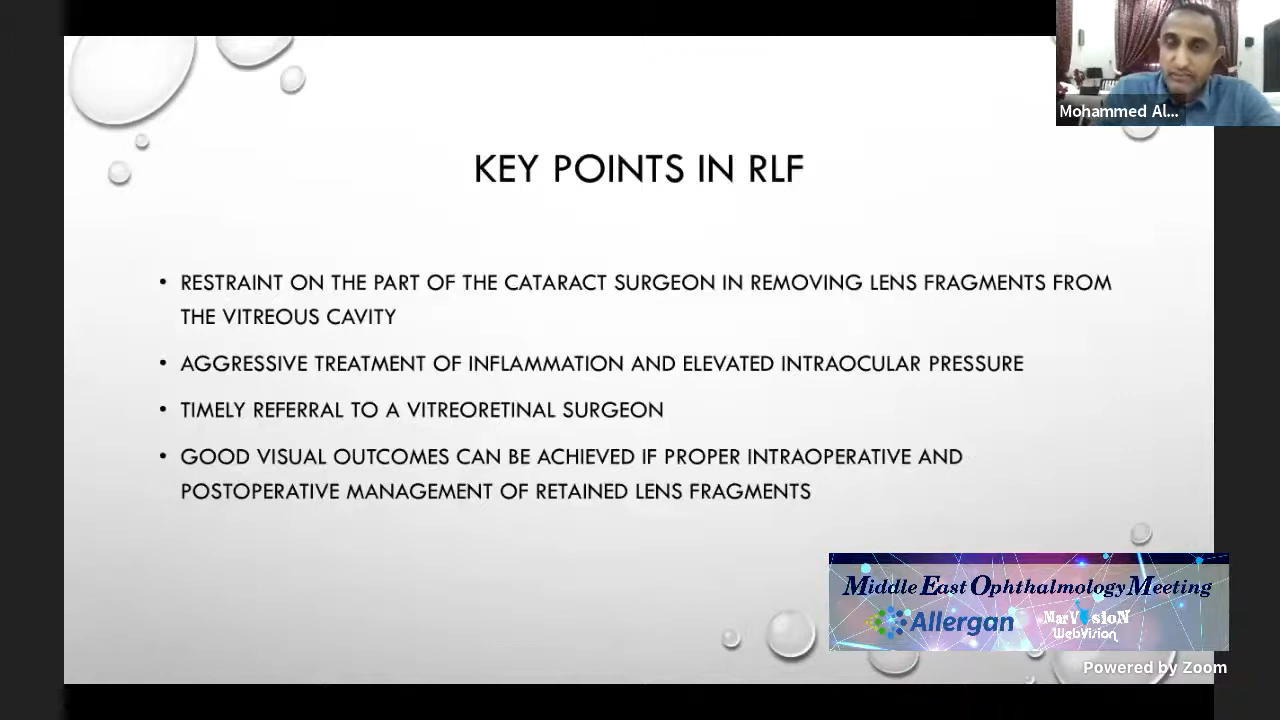 Mohammed Al...
KEY POINTS IN RLF
• RESTRAINT ON THE PART OF THE CATARACT SURGEON IN REMOVING LENS FRAGMENTS FROM
THE VITREOUS CAVITY
• AGGRESSIVE TREATMENT OF INFLAMMATION AND ELEVATED INTRAOCULAR PRESSURE
• TIMELY REFERRAL TO A VITREORETINAL SURGEON
• GOOD VISUAL OUTCOMES CAN BE ACHIEVED IF PROPER INTRAOPERATIVE AND
POSTOPERATIVE MANAGEMENT OF RETAINED LENS FRAGMENTS
Middle East Ophthalmology Meeting
Allergan
MarVisioN
WebVision
Powered by Zoom